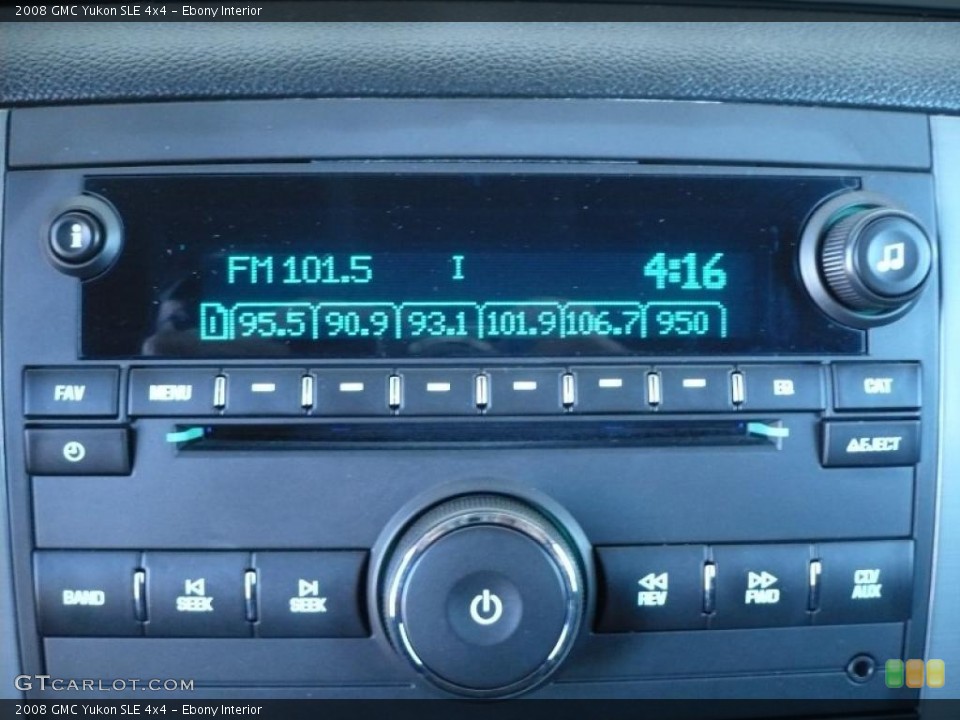 2008 GMC Yukon SLE 4x4 - Ebony Interior
i
FM 101.5 I 4:16
1 95.5 90.9 93.1 101.9 106.7 950
FAV MENU EQ CAT
EJECT
BAND SEEK SEEK REV FWD CD/AUX
GTCARLOT.COM
2008 GMC Yukon SLE 4x4 - Ebony Interior